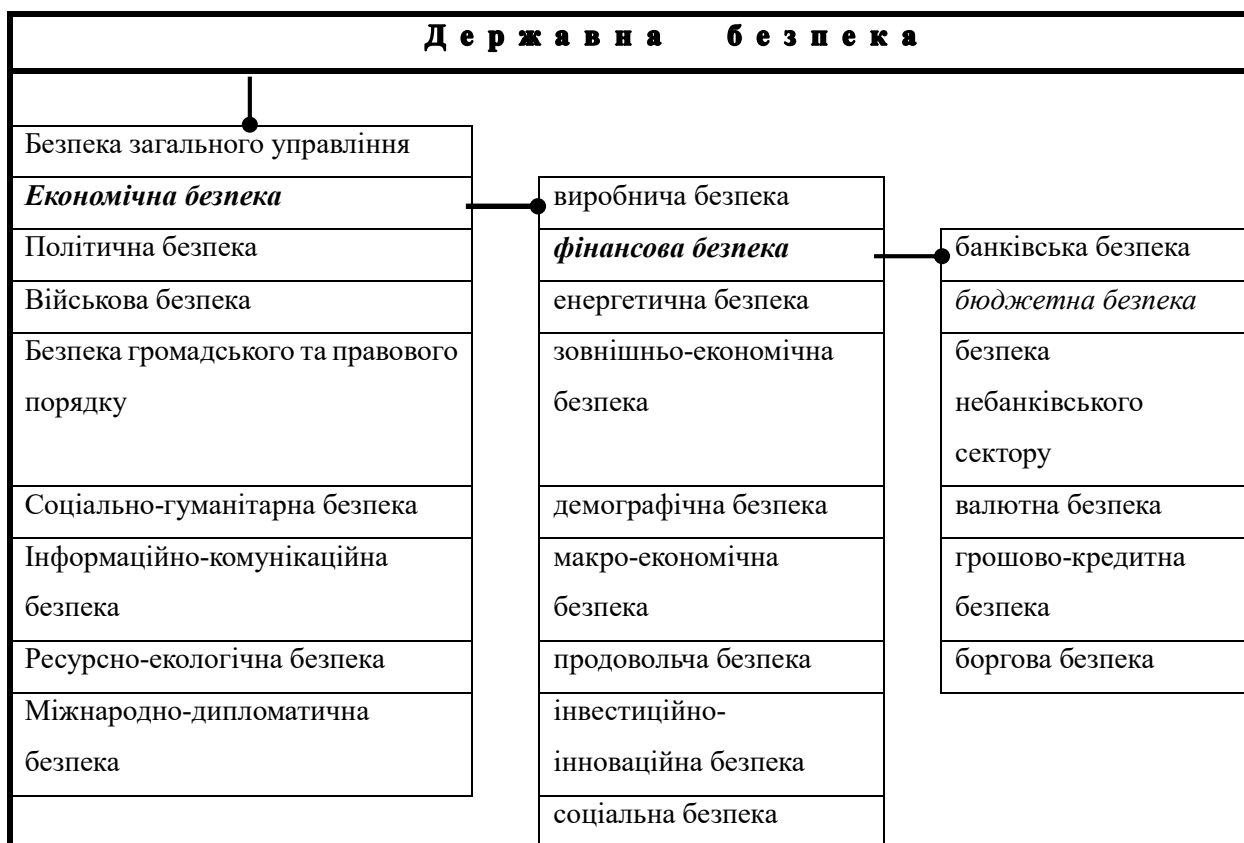 Державна безпека
Безпека загального управління
Економічна безпека
виробнича безпека
Політична безпека
фінансова безпека
банківська безпека
Військова безпека
енергетична безпека
бюджетна безпека
Безпека громадського та правового
порядку
зовнішньо-економічна
безпека
безпека
небанківського
сектору
Соціально-гуманітарна безпека
демографічна безпека
валютна безпека
Інформаційно-комунікаційна
безпека
макро-економічна
безпека
грошово-кредитна
безпека
Ресурсно-екологічна безпека
продовольча безпека
боргова безпека
Міжнародно-дипломатична
безпека
інвестиційно-
інноваційна безпека
соціальна безпека